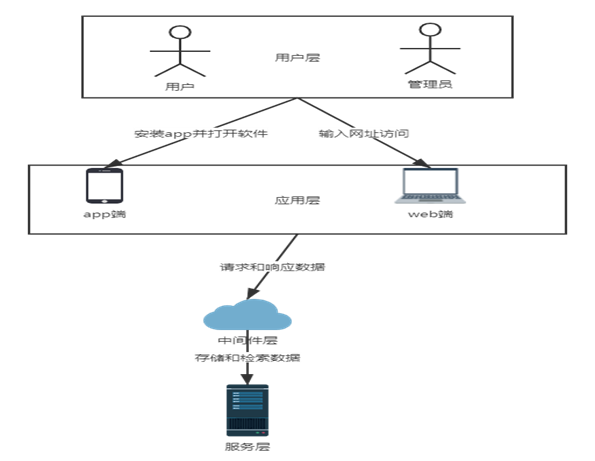 用户层
用户
管理员
安装app并打开软件
输入网址访问
应用层
app端
web端
请求和响应数据
中间件层
存储和检索数据
服务层